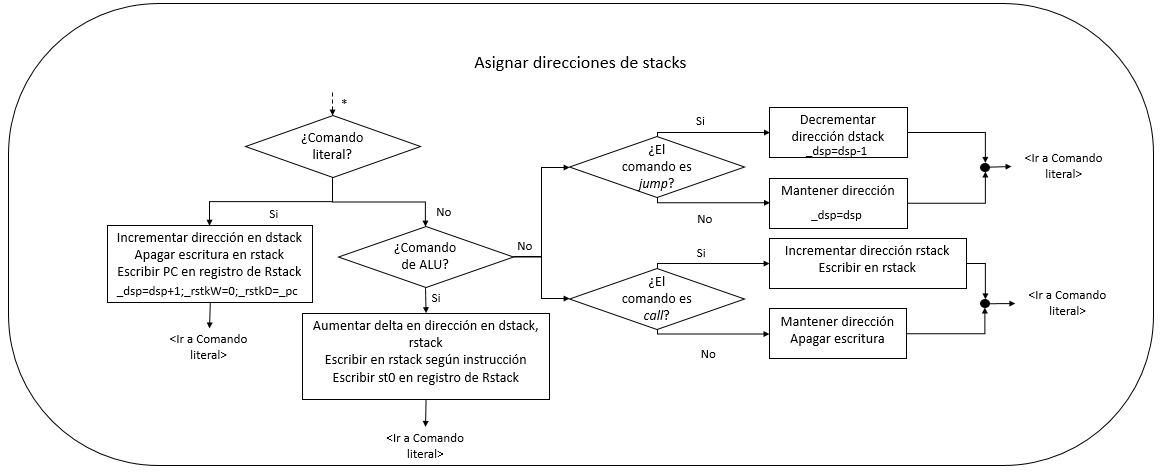 Asignar direcciones de stacks
*
¿Comando
literal?
Si
No
Incrementar dirección en dstack
Apagar escritura en rstack
Escribir PC en registro de Rstack
_dsp=dsp+1;_rstkW=0;_rstkD=_pc
<Ir a Comando
literal>
¿Comando
de ALU?
No
Si
Aumentar delta en dirección en dstack,
rstack
Escribir en rstack según instrucción
Escribir st0 en registro de Rstack
<Ir a Comando
literal>
¿El
comando es
jump?
Si
No
Decrementar
dirección dstack
_dsp=dsp-1
Mantener dirección
_dsp=dsp
<Ir a Comando
literal>
¿El
comando es
call?
Si
No
Incrementar dirección rstack
Escribir en rstack
Mantener dirección
Apagar escritura
<Ir a Comando
literal>